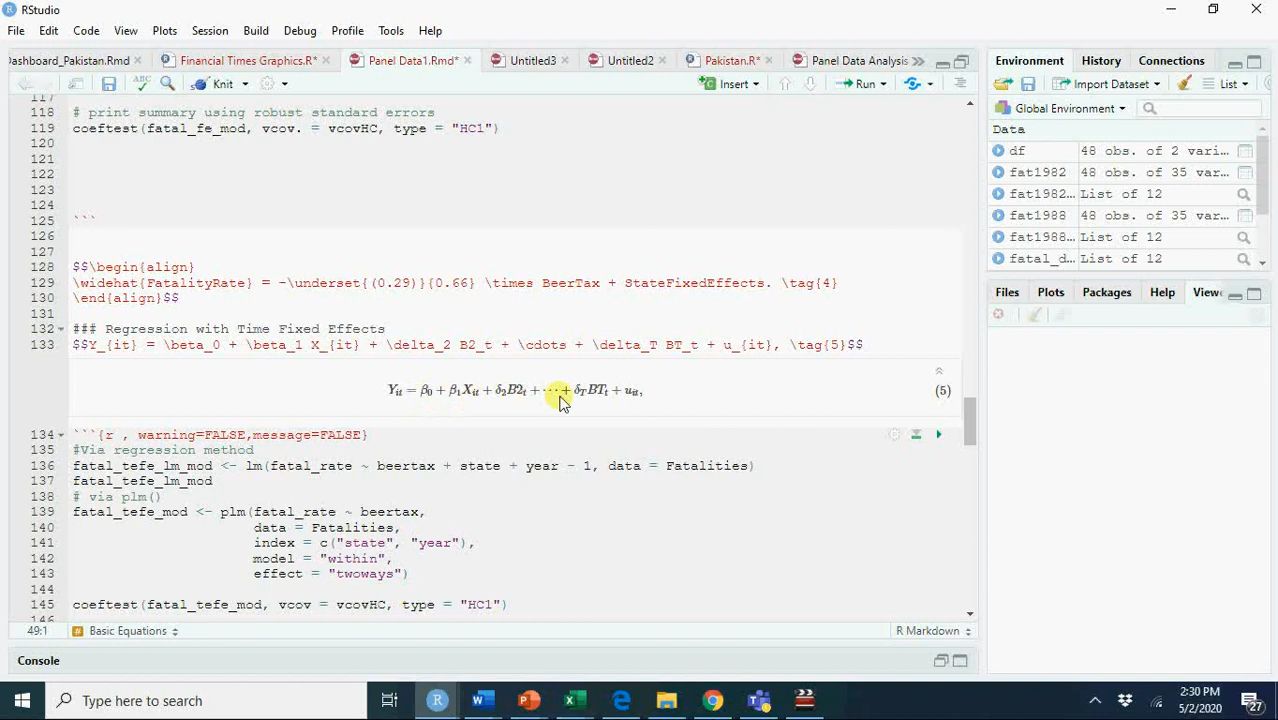 RStudio
File Edit Code View Plots Session Build Debug Profile Tools Help
Dashboard_Pakistan.Rmd Financial Times Graphics.R* Panel Data1.Rmd* Untitled3 Untitled2 Pakistan.R* Panel Data Analysis
Knit Insert Run
117
118 # print summary using robust standard errors
119 coeftest(fatal_fe_mod, vcov. = vcovHC, type = "HC1")
120
121
122
123
124
125 ```
126
127
128 $$\begin{align}
129 \widehat{FatalityRate} = -\underset{(0.29)}{0.66} \times BeerTax + StateFixedEffects. \tag{4}
130 \end{align}$$
131
132 ### Regression with Time Fixed Effects
133 $$Y_{it} = \beta_0 + \beta_1 X_{it} + \delta_2 B2_t + \cdots + \delta_T BT_t + u_{it}, \tag{5}$$
Yit = β0 + β1Xit + δ2B2t + ··· + δTBTt + uit, (5)
134 ```{r , warning=FALSE,message=FALSE}
135 #Via regression method
136 fatal_tefe_lm_mod <- lm(fatal_rate ~ beertax + state + year - 1, data = Fatalities)
137 fatal_tefe_lm_mod
138 # via plm()
139 fatal_tefe_mod <- plm(fatal_rate ~ beertax,
140 data = Fatalities,
141 index = c("state", "year"),
142 model = "within",
143 effect = "twoways")
144
145 coeftest(fatal_tefe_mod, vcov = vcovHC, type = "HC1")
146
49:1 Basic Equations R Markdown
Console
Environment History Connections
Import Dataset List
Global Environment
Data
df 48 obs. of 2 vari...
fat1982 48 obs. of 35 var...
fat1982... List of 12
fat1988 48 obs. of 35 var...
fat1988... List of 12
fatal_d... List of 12
Files Plots Packages Help Viewe
Type here to search
2:30 PM
5/2/2020
27